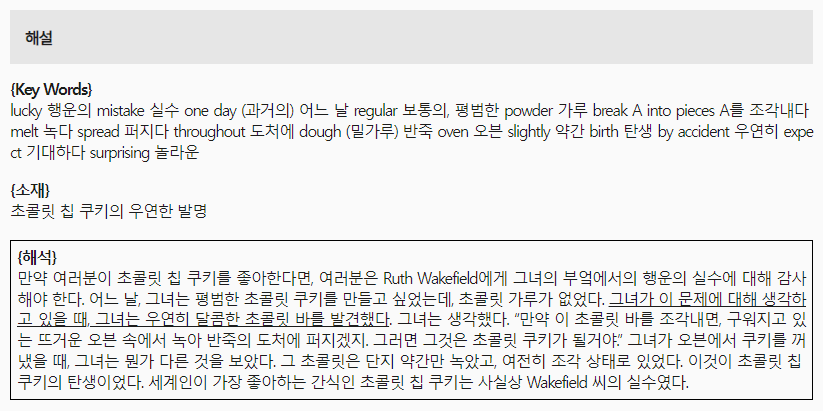 해설
{Key Words}
lucky 행운의 mistake 실수 one day (과거의) 어느 날 regular 보통의, 평범한 powder 가루 break A into pieces A를 조각내다
melt 녹다 spread 퍼지다 throughout 도처에 dough (밀가루) 반죽 oven 오븐 slightly 약간 birth 탄생 by accident 우연히 expe
ct 기대하다 surprising 놀라운
{소재}
초콜릿 칩 쿠키의 우연한 발명
{해석}
만약 여러분이 초콜릿 칩 쿠키를 좋아한다면, 여러분은 Ruth Wakefield에게 그녀의 부엌에서의 행운의 실수에 대해 감사
해야 한다. 어느 날, 그녀는 평범한 초콜릿 쿠키를 만들고 싶었는데, 초콜릿 가루가 없었다. 그녀가 이 문제에 대해 생각하
고 있을 때, 그녀는 우연히 달콤한 초콜릿 바를 발견했다. 그녀는 생각했다. “만약 이 초콜릿 바를 조각내면, 구워지고 있
는 뜨거운 오븐 속에서 녹아 반죽의 도처에 퍼지겠지. 그러면 그것은 초콜릿 쿠키가 될거야.” 그녀가 오븐에서 쿠키를 꺼
냈을 때, 그녀는 뭔가 다른 것을 보았다. 그 초콜릿은 단지 약간만 녹았고, 여전히 조각 상태로 있었다. 이것이 초콜릿 칩
쿠키의 탄생이었다. 세계인이 가장 좋아하는 간식인 초콜릿 칩 쿠키는 사실상 Wakefield 씨의 실수였다.